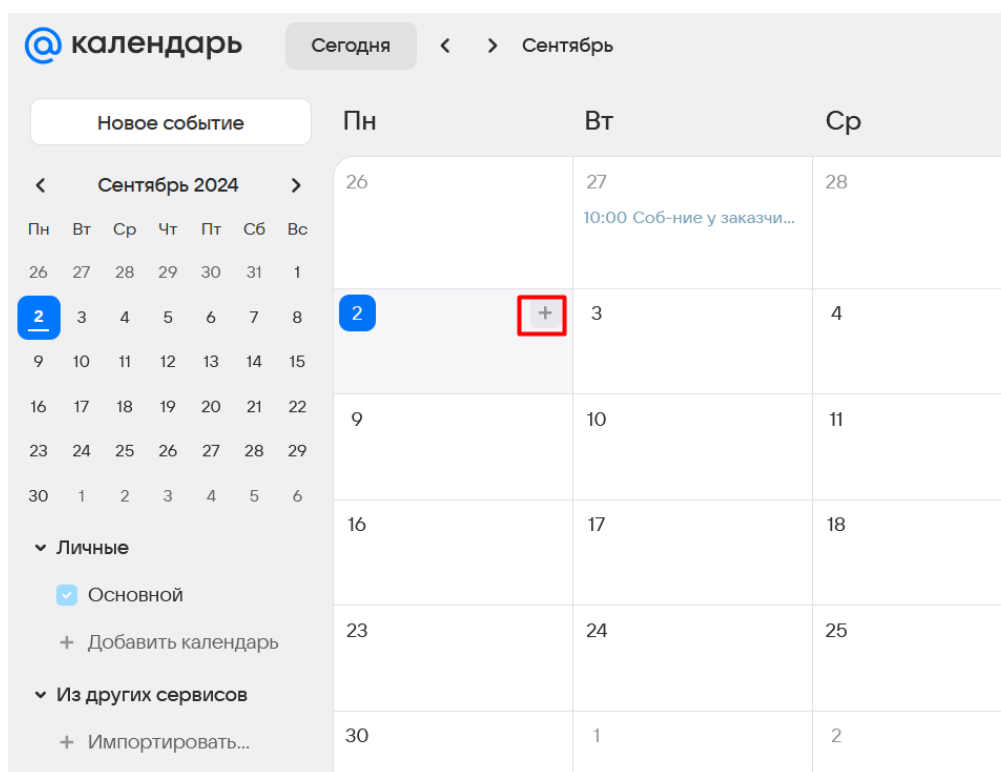 @ календарь
Сегодня < > Сентябрь
Новое событие
< Сентябрь 2024 >
Пн Вт Ср Чт Пт Сб Вс
26 27 28 29 30 31 1
2 3 4 5 6 7 8
9 10 11 12 13 14 15
16 17 18 19 20 21 22
23 24 25 26 27 28 29
30 1 2 3 4 5 6
Личные
Основной
+ Добавить календарь
Из других сервисов
+ Импортировать...
Пн Вт Ср
26 27 28
10:00 Соб-ние у заказчи...
2 + 3 4
9 10 11
16 17 18
23 24 25
30 1 2